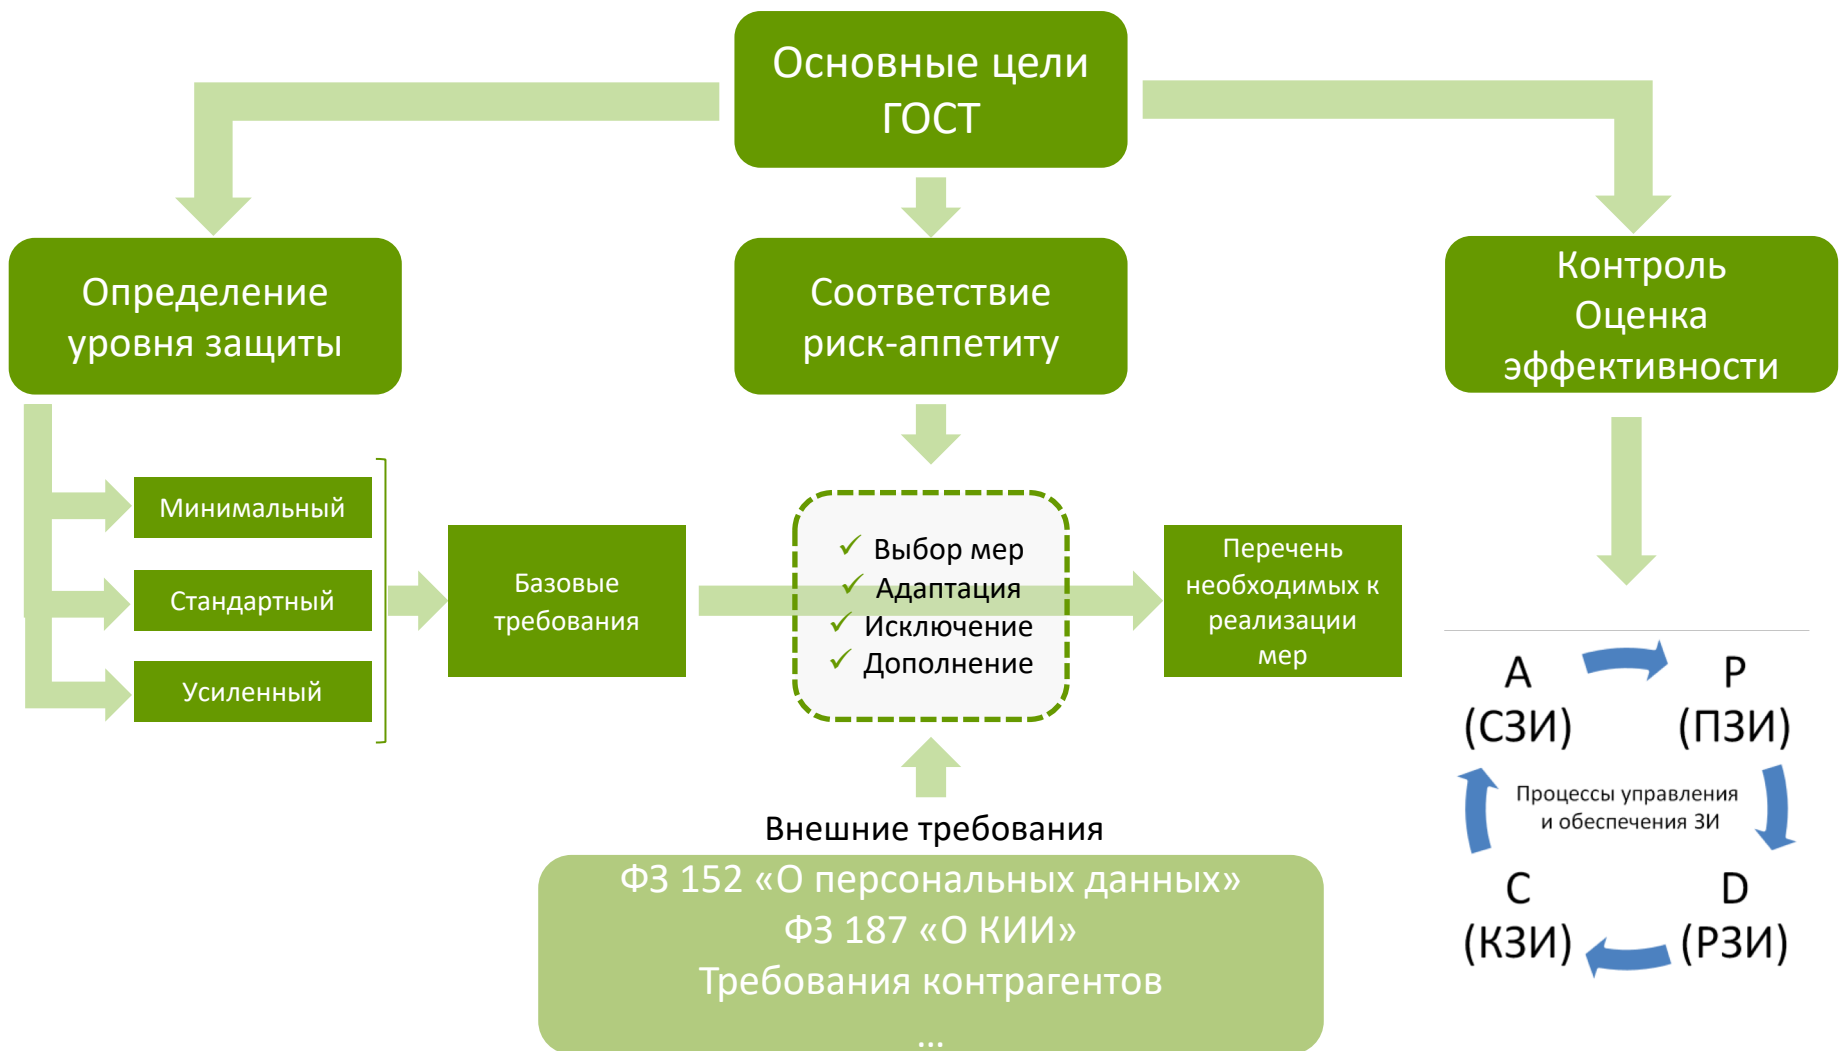 Основные цели
ГОСТ
Определение
уровня защиты
Соответствие
риск-аппетиту
Контроль
Оценка
эффективности
Минимальный
Стандартный
Усиленный
Базовые
требования
Выбор мер
Адаптация
Исключение
Дополнение
Перечень
необходимых к
реализации
мер
Внешние требования
ФЗ 152 «О персональных данных»
ФЗ 187 «О КИИ»
Требования контрагентов
...
A
(СЗИ)
P
(ПЗИ)
Процессы управления
и обеспечения ЗИ
C
(КЗИ)
D
(РЗИ)